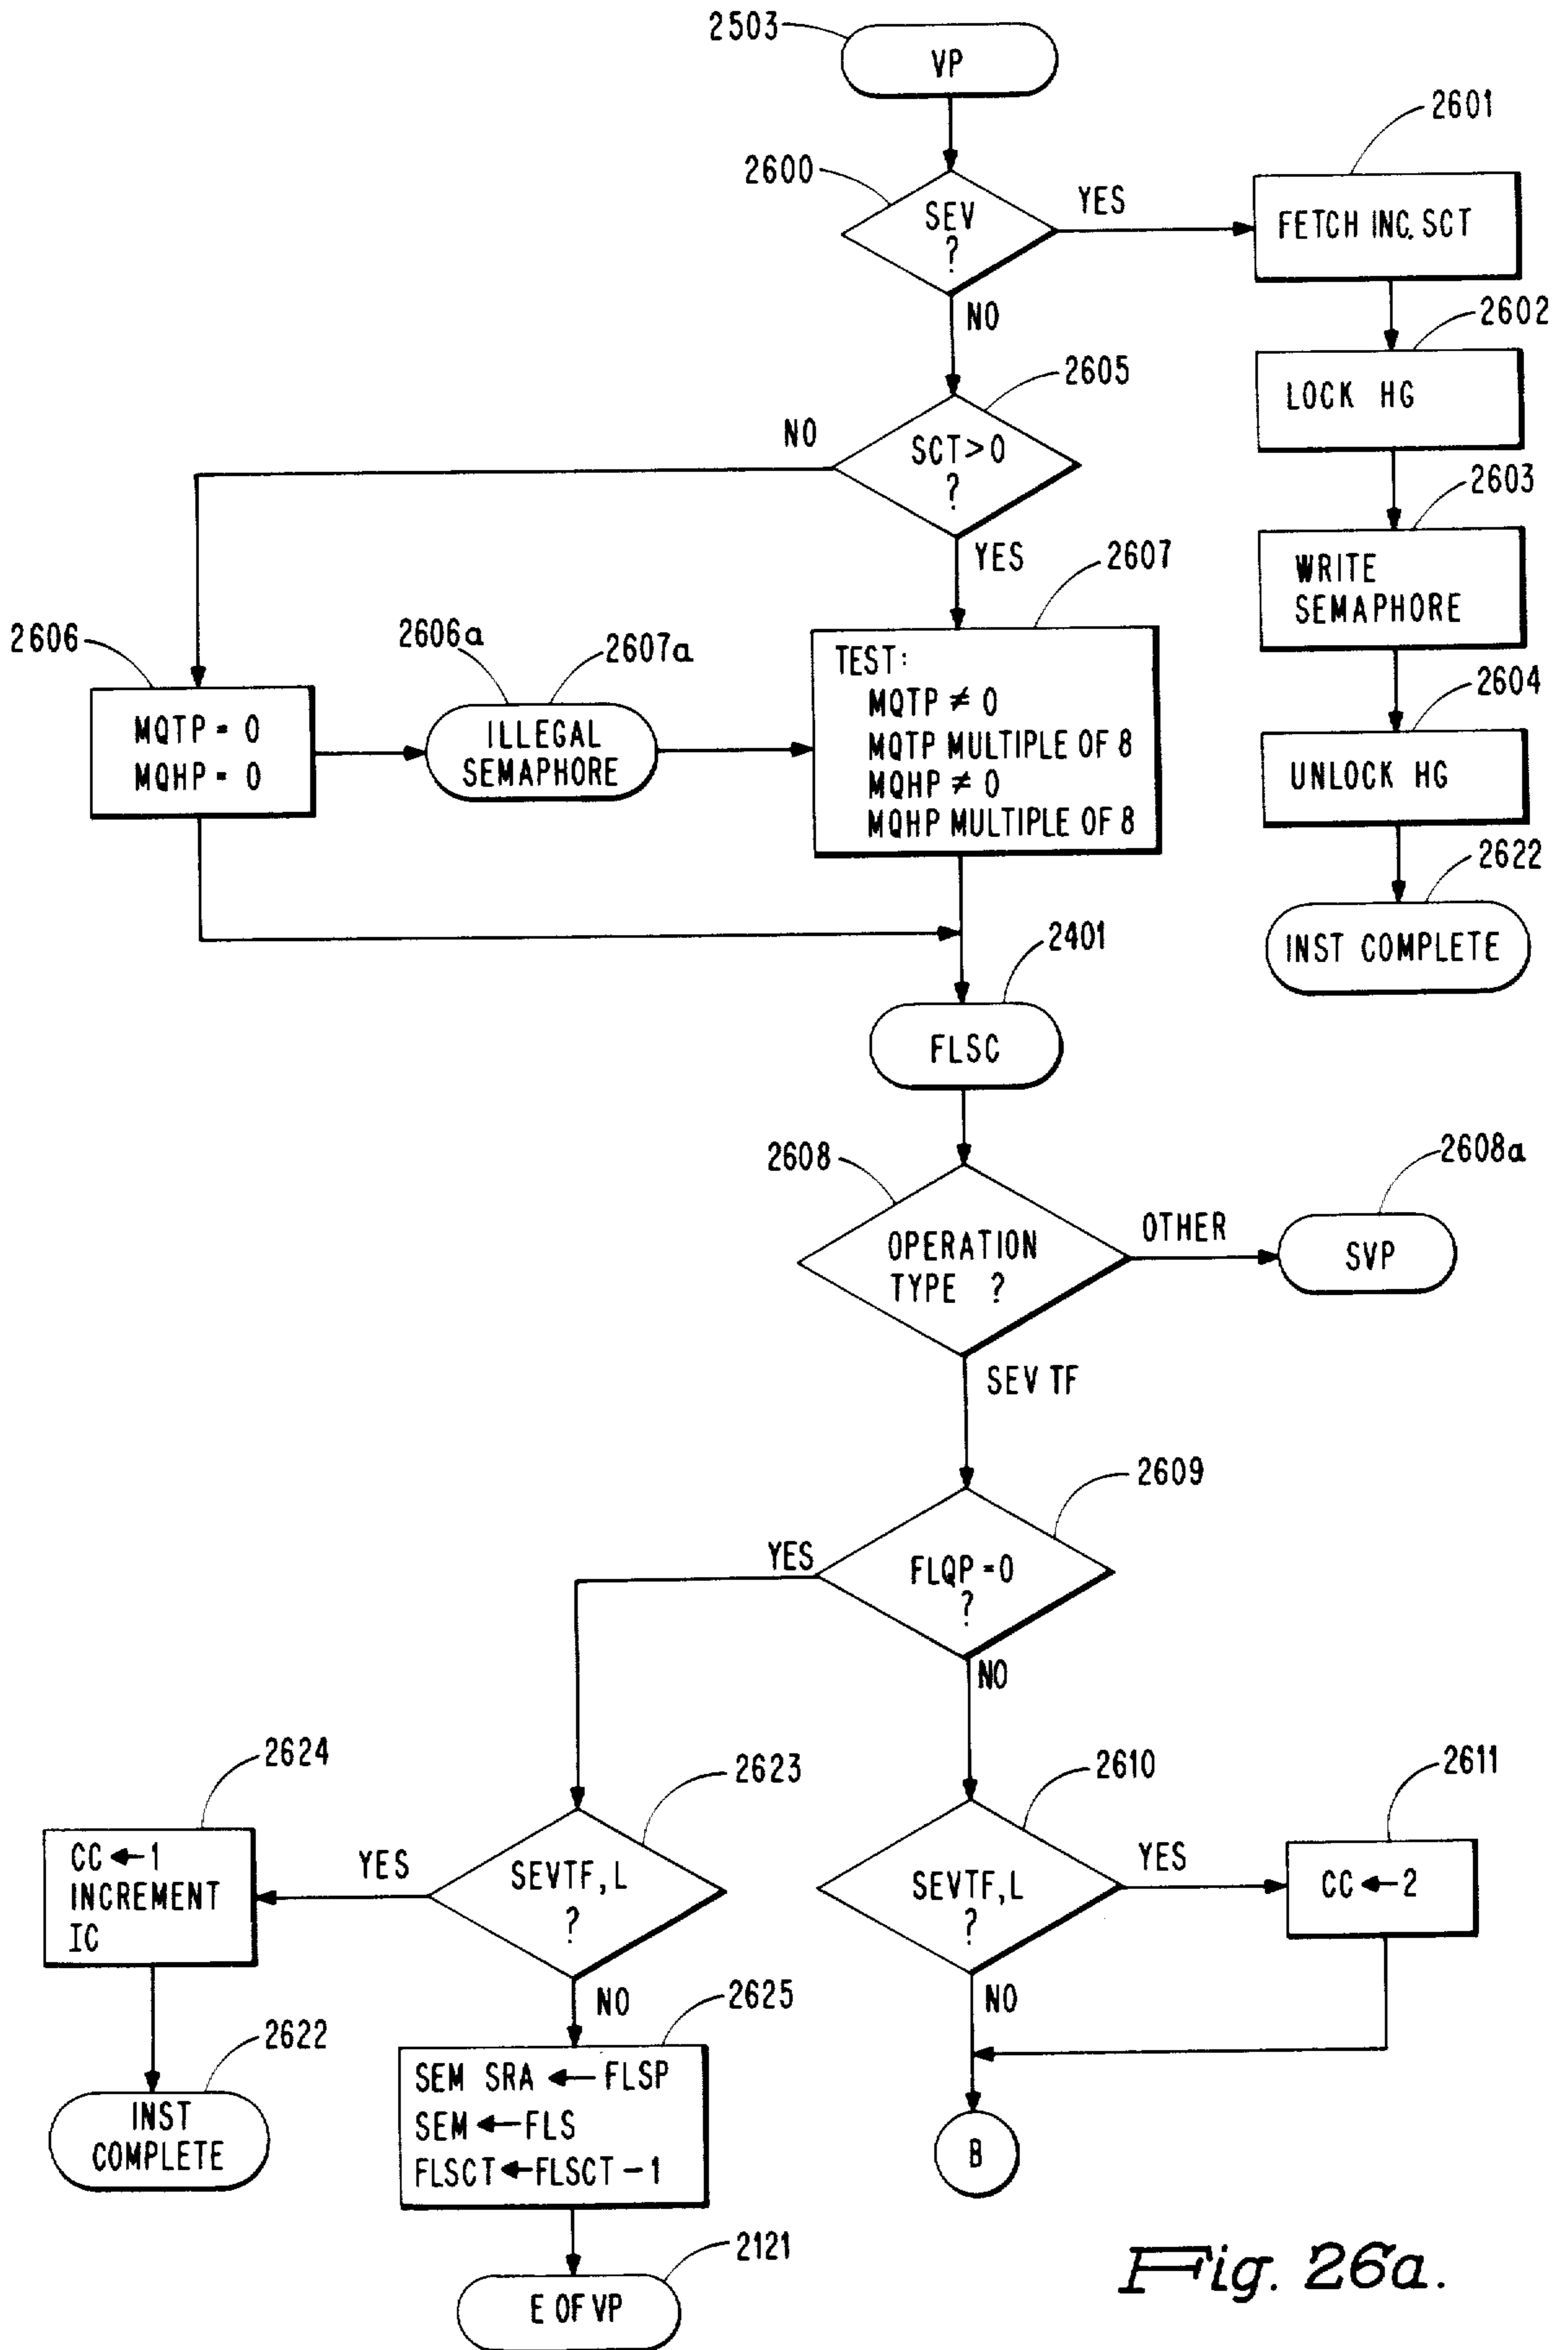 2503
VP
2601
2600
SEV
?
YES
FETCH INC. SCT
NO
2602
LOCK HG
2605
NO
SCT > 0
?
2603
YES
2607
WRITE
SEMAPHORE
2606
2606a
2607a
TEST:
MQTP ≠ 0
MQTP MULTIPLE OF 8
MQHP ≠ 0
MQHP MULTIPLE OF 8
2604
MQTP = 0
MQHP = 0
ILLEGAL
SEMAPHORE
UNLOCK HG
2622
INST COMPLETE
2401
FLSC
2608
2608a
OPERATION
TYPE ?
OTHER
SVP
SEV TF
2609
YES
FLQP = 0
?
NO
2624
2623
2610
2611
CC ← 1
INCREMENT
IC
YES
SEVTF, L
?
SEVTF, L
?
YES
CC ← 2
NO
2625
NO
2622
INST
COMPLETE
SEM SRA ← FLSP
SEM ← FLS
FLSCT ← FLSCT - 1
B
2121
E OF VP
Fig. 26a.